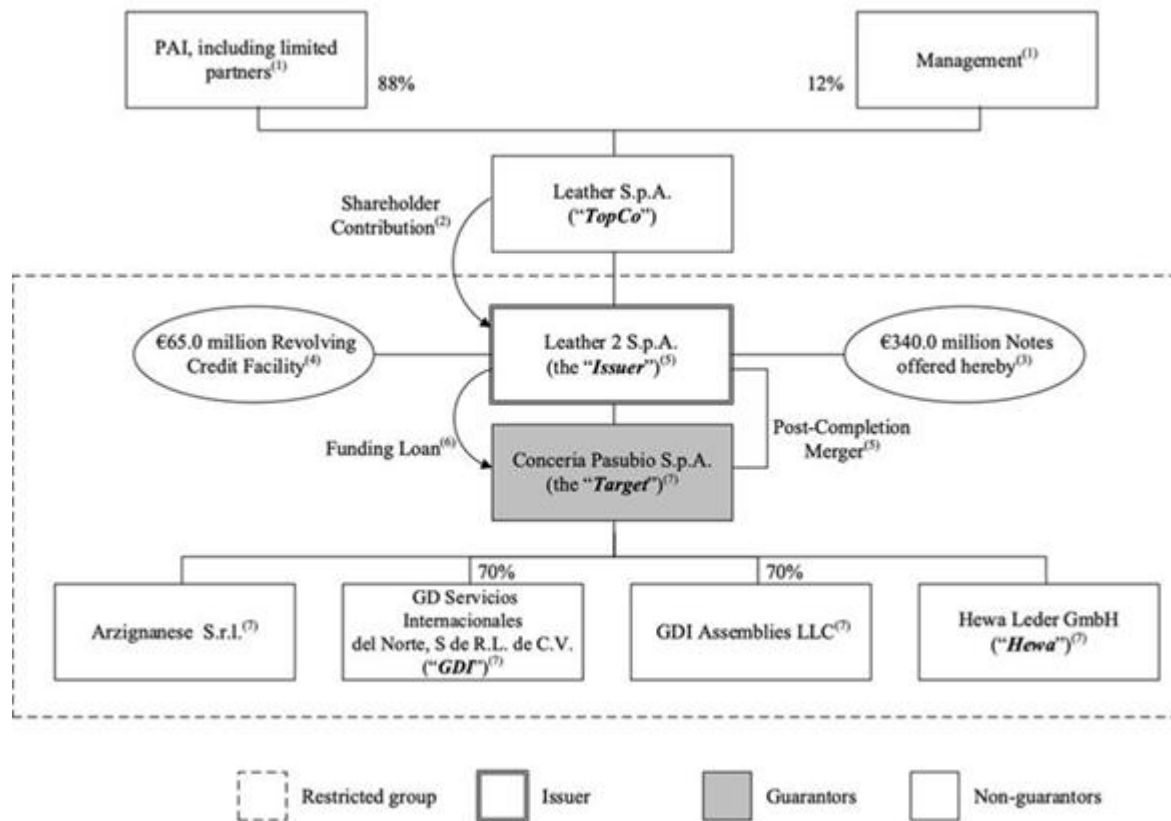 PAI, including limited
partners(1)
88%
12%
Management(1)
Leather S.p.A.
(“TopCo”)
Shareholder
Contribution(2)
€65.0 million Revolving
Credit Facility(4)
Leather 2 S.p.A.
(the “Issuer”)(5)
€340.0 million Notes
offered hereby(3)
Funding Loan(6)
Conceria Pasubio S.p.A.
(the “Target”)(7)
Post-Completion
Merger(5)
70%
70%
Arzignanese S.r.l.(7)
GD Servicios
Internacionales
del Norte, S de R.L. de C.V.
(“GDI”)(7)
GDI Assemblies LLC(7)
Hewa Leder GmbH
(“Hewa”)(7)
Restricted group
Issuer
Guarantors
Non-guarantors